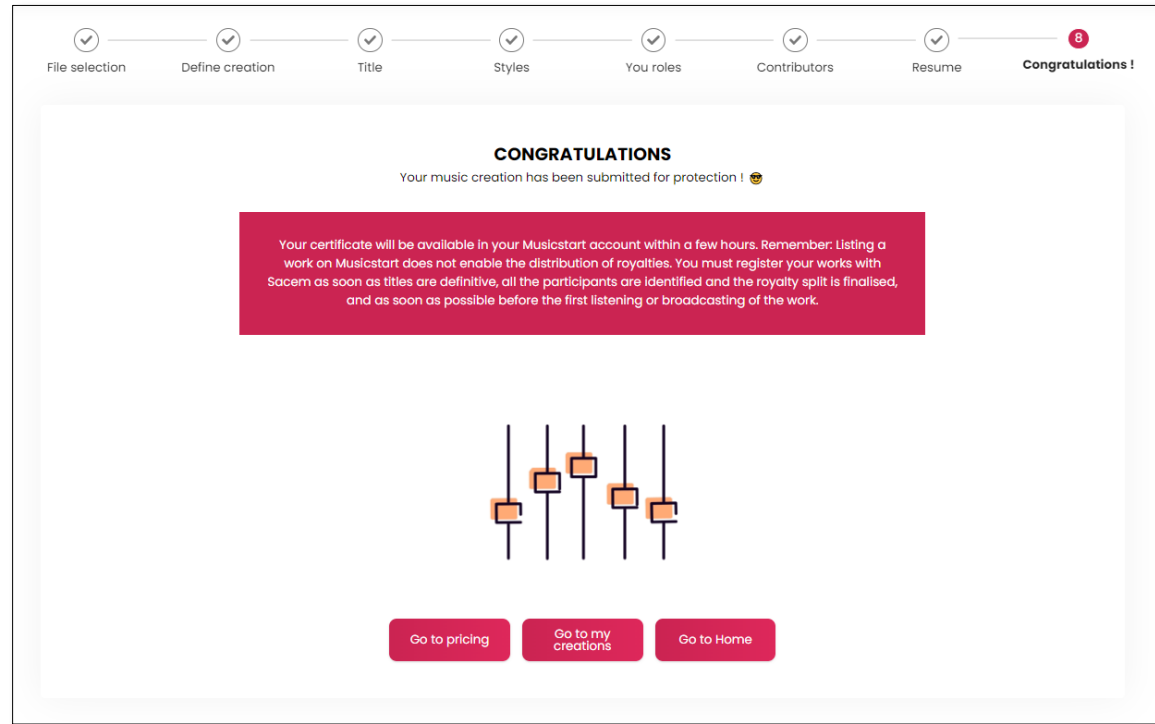 8
File selection
Define creation
Title
Styles
You roles
Contributors
Resume
Congratulations !
CONGRATULATIONS
Your music creation has been submitted for protection ! 😎
Your certificate will be available in your Musicstart account within a few hours. Remember: Listing a
work on Musicstart does not enable the distribution of royalties. You must register your works with
Sacem as soon as titles are definitive, all the participants are identified and the royalty split is finalised,
and as soon as possible before the first listening or broadcasting of the work.
Go to pricing
Go to my
creations
Go to Home